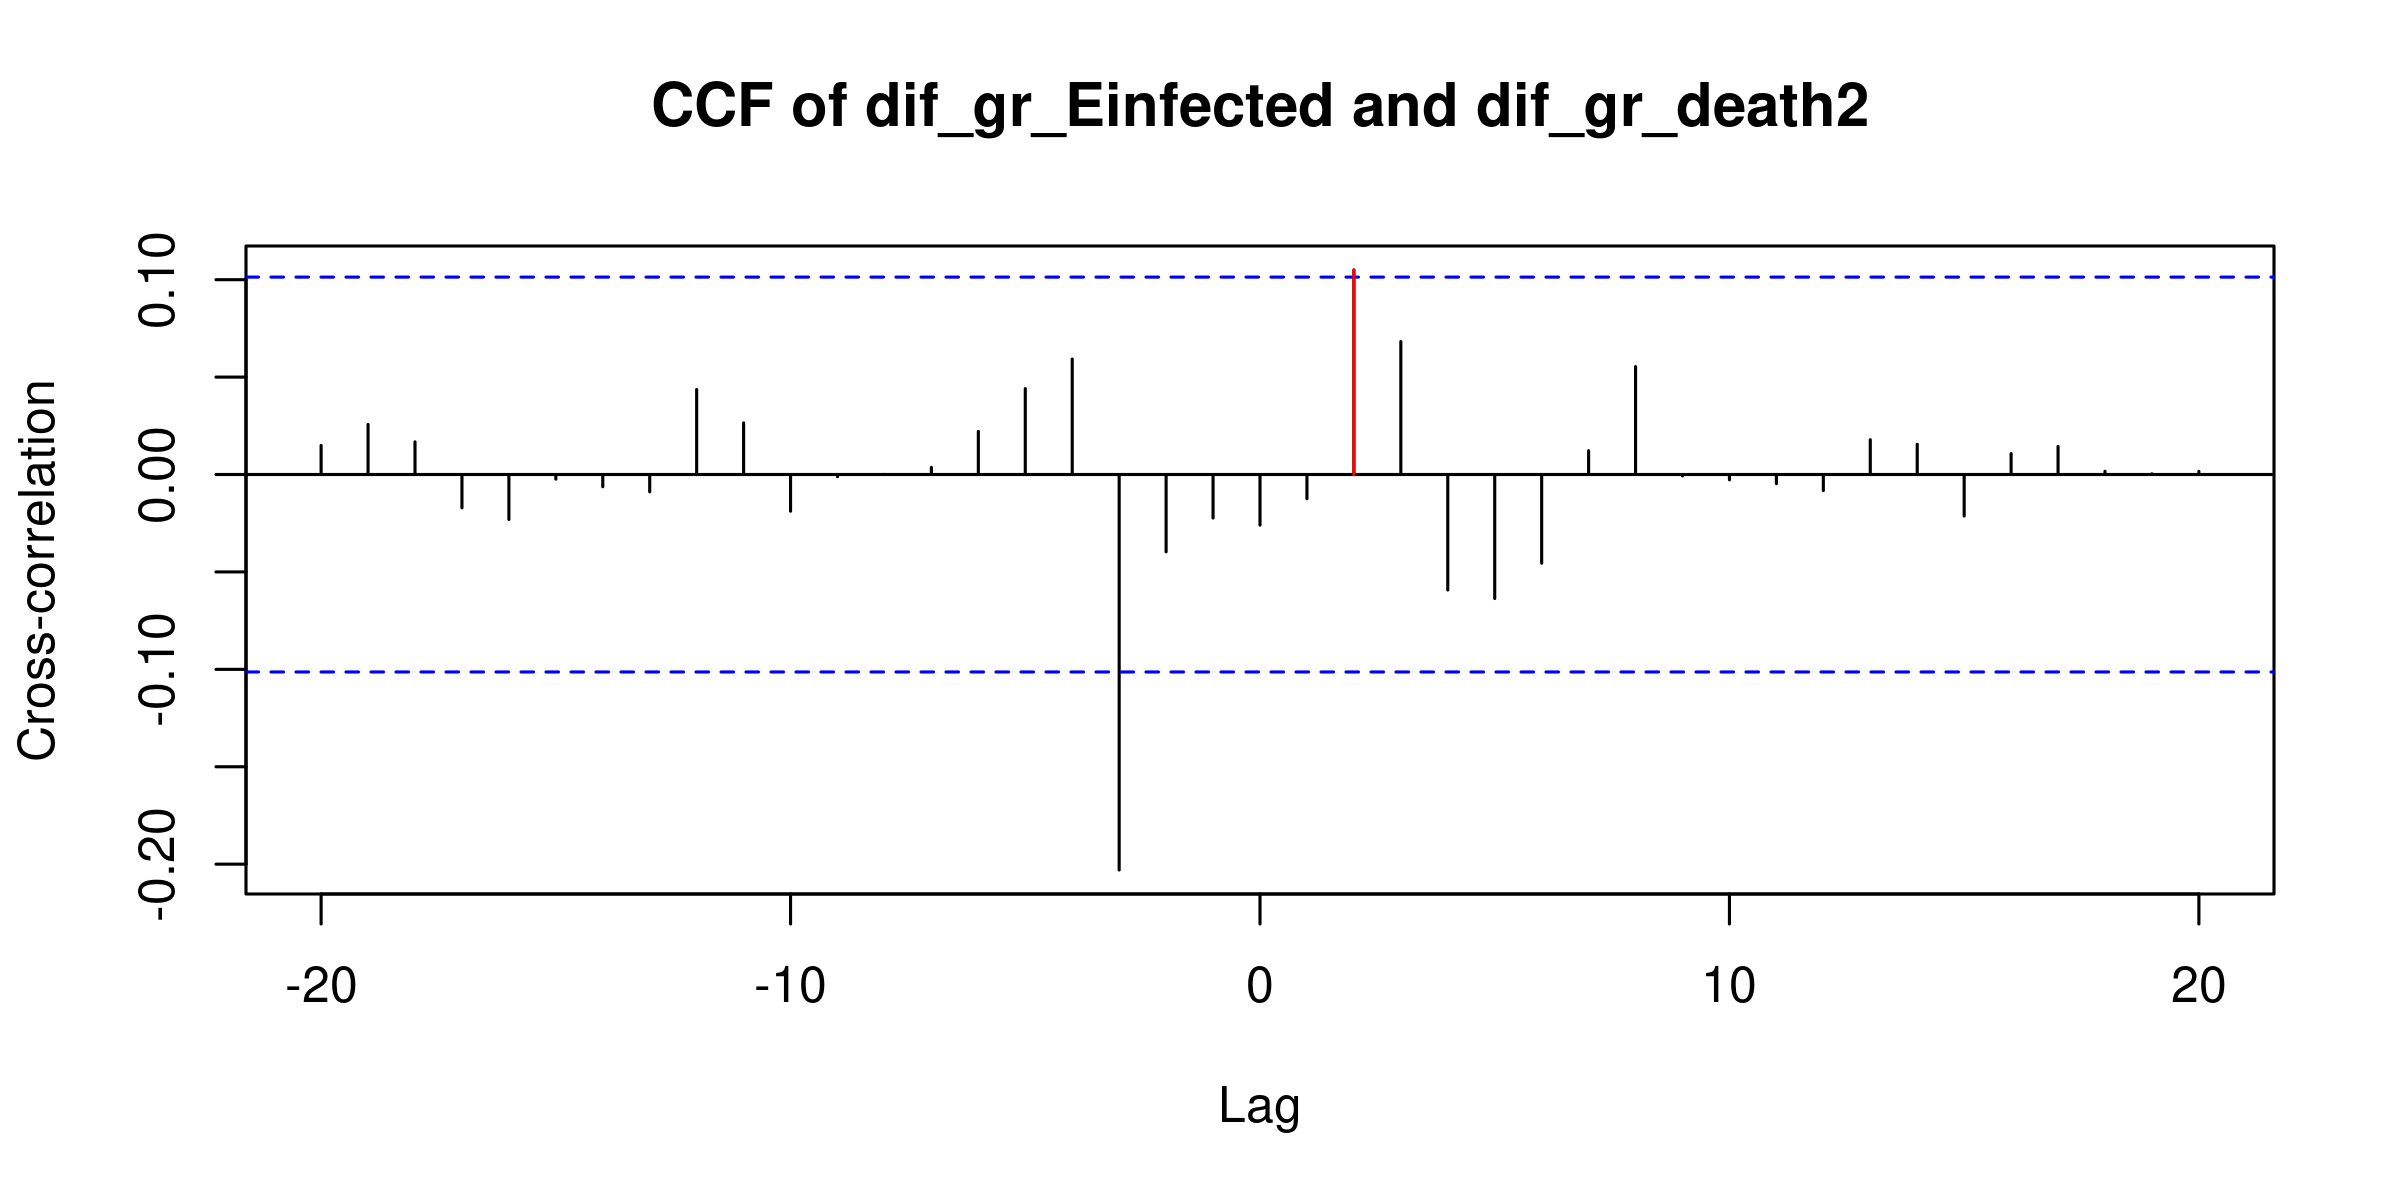 CCF of dif_gr_Einfected and dif_gr_death2
Cross-correlation
0.10
0.00
-0.10
-0.20
-20 -10 0 10 20
Lag